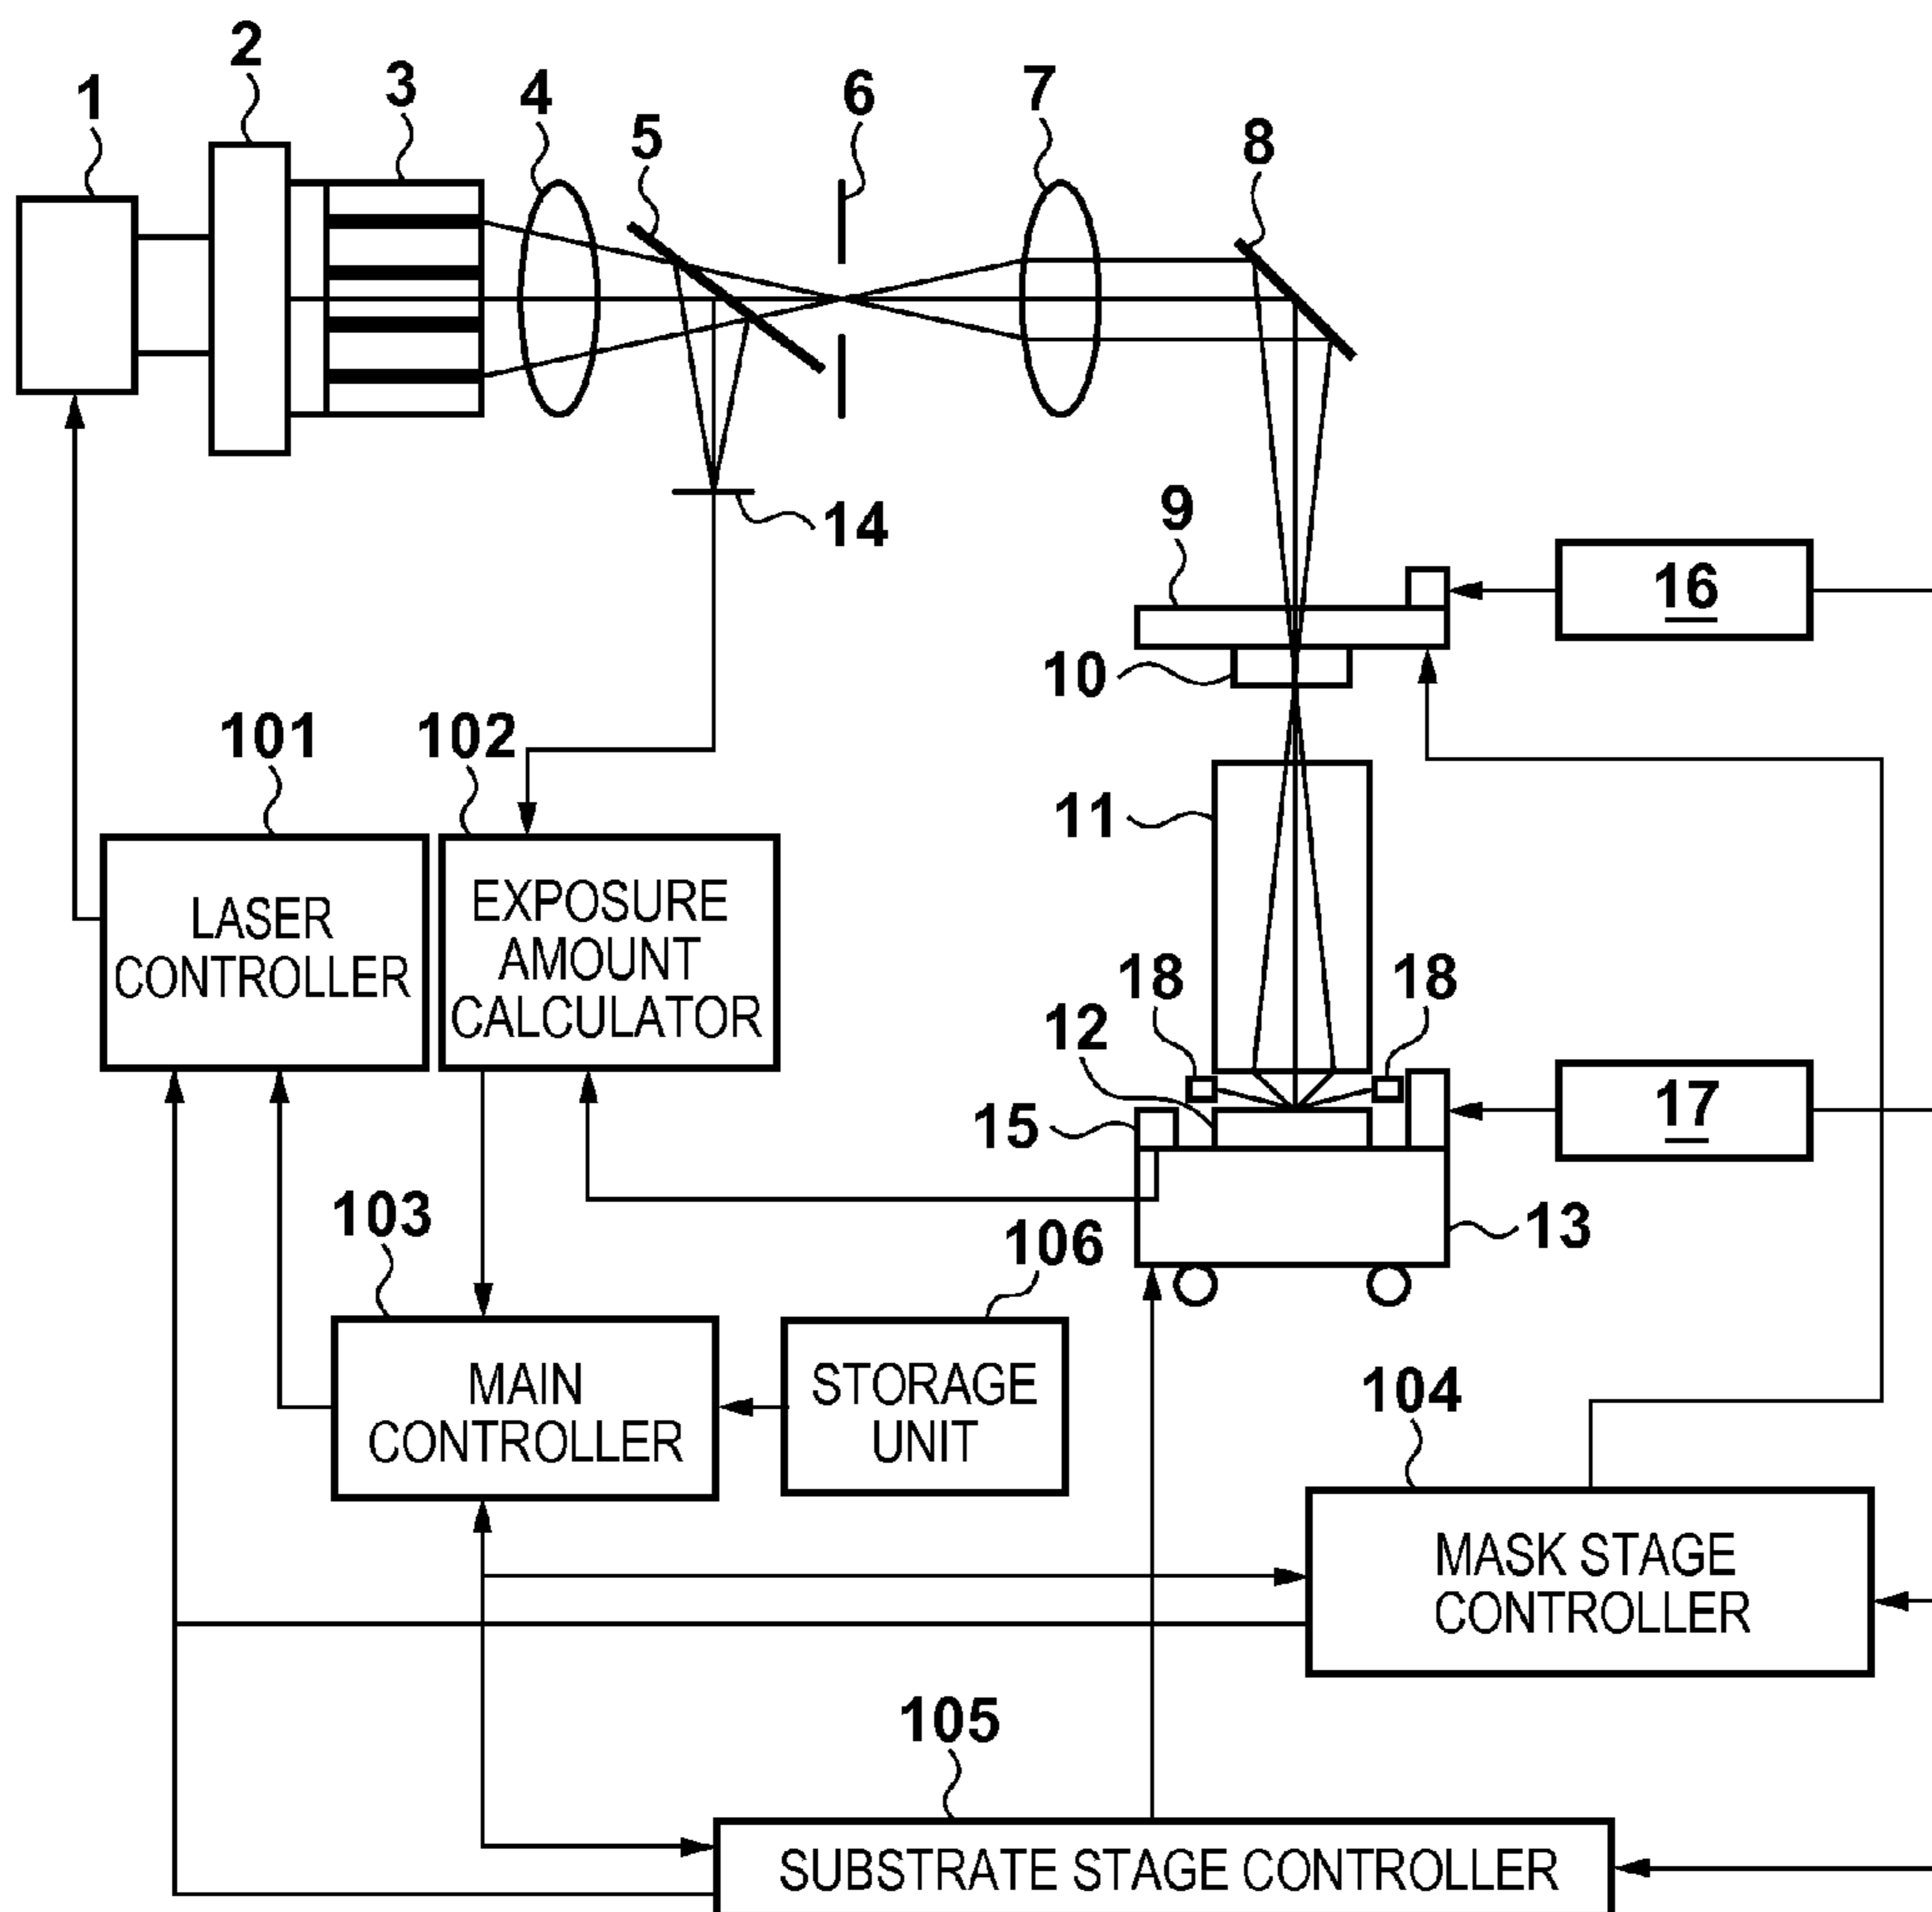 2
1
3
4
5
6
7
8
14
9
16
10
101
102
11
LASER
CONTROLLER
EXPOSURE
AMOUNT
CALCULATOR
18
18
12
15
17
103
106
13
MAIN
CONTROLLER
STORAGE
UNIT
104
MASK STAGE
CONTROLLER
105
SUBSTRATE STAGE CONTROLLER